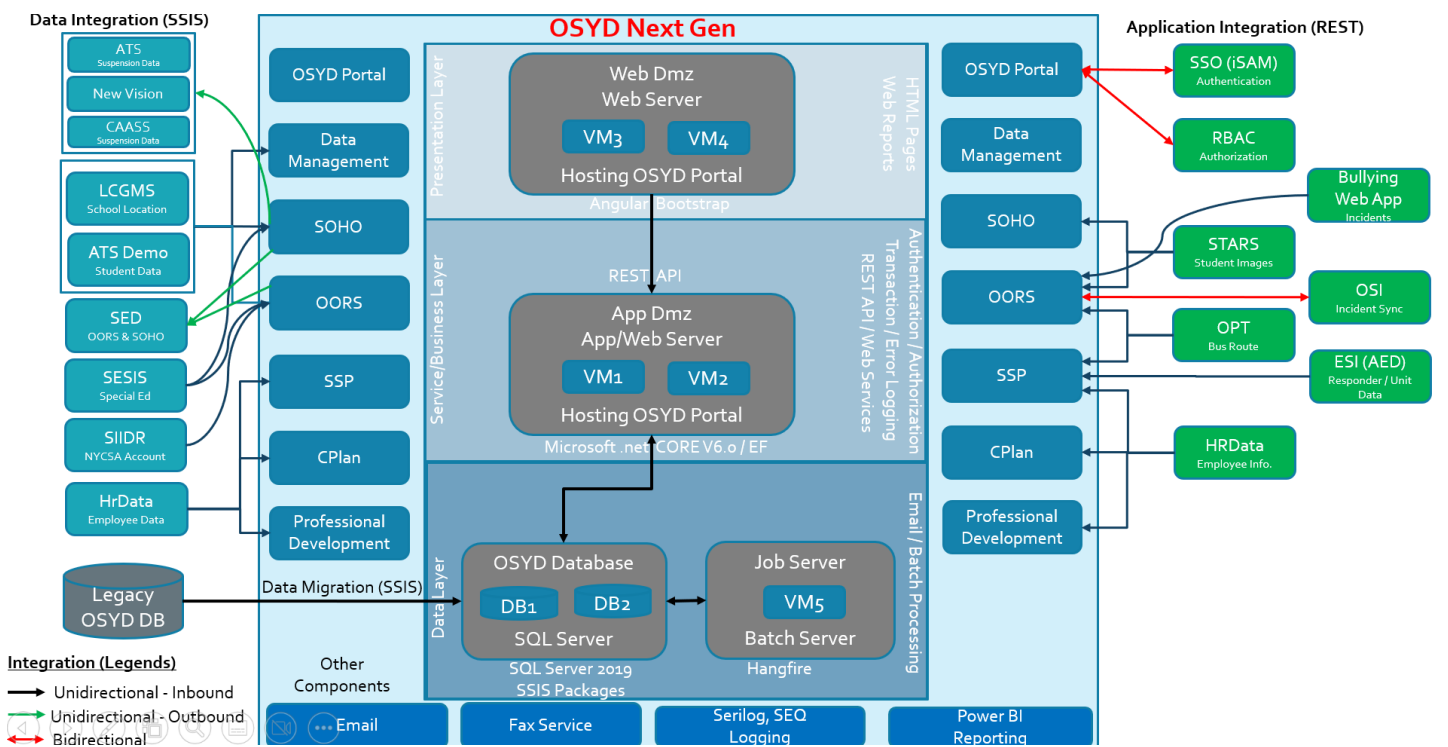 Data Integration (SSIS)
ATS
Suspension Data
New Vision
CAASS
Suspension Data
LCGMS
School Location
ATS Demo
Student Data
SED
OORS & SOHO
SESIS
Special Ed
SIIDR
NYCSA Account
HrData
Employee Data
Legacy
OSYD DB
Integration (Legends)
Unidirectional - Inbound
Unidirectional - Outbound
Bidirectional
OSYD Next Gen
OSYD Portal
Data
Management
SOHO
OORS
SSP
CPlan
Professional
Development
Data Migration (SSIS)
Other
Components
Presentation Layer
Web Dmz
Web Server
VM3
VM4
Hosting OSYD Portal
Angular Bootstrap
HTML Pages
Web Reports
Service/Business Layer
REST API
App Dmz
App/Web Server
VM1
VM2
Hosting OSYD Portal
Microsoft .net CORE V6.0 / EF
Authentication / Authorization
Transaction / Error Logging
REST API / Web Services
Data Layer
OSYD Database
DB1
DB2
SQL Server
SQL Server 2019
SSIS Packages
Job Server
VM5
Batch Server
Hangfire
Email / Batch Processing
Email
Fax Service
Serilog, SEQ
Logging
Power BI
Reporting
OSYD Portal
Data
Management
SOHO
OORS
SSP
CPlan
Professional
Development
Application Integration (REST)
SSO (iSAM)
Authentication
RBAC
Authorization
Bullying
Web App
Incidents
STARS
Student Images
OSI
Incident Sync
OPT
Bus Route
ESI (AED)
Responder / Unit
Data
HRData
Employee Info.